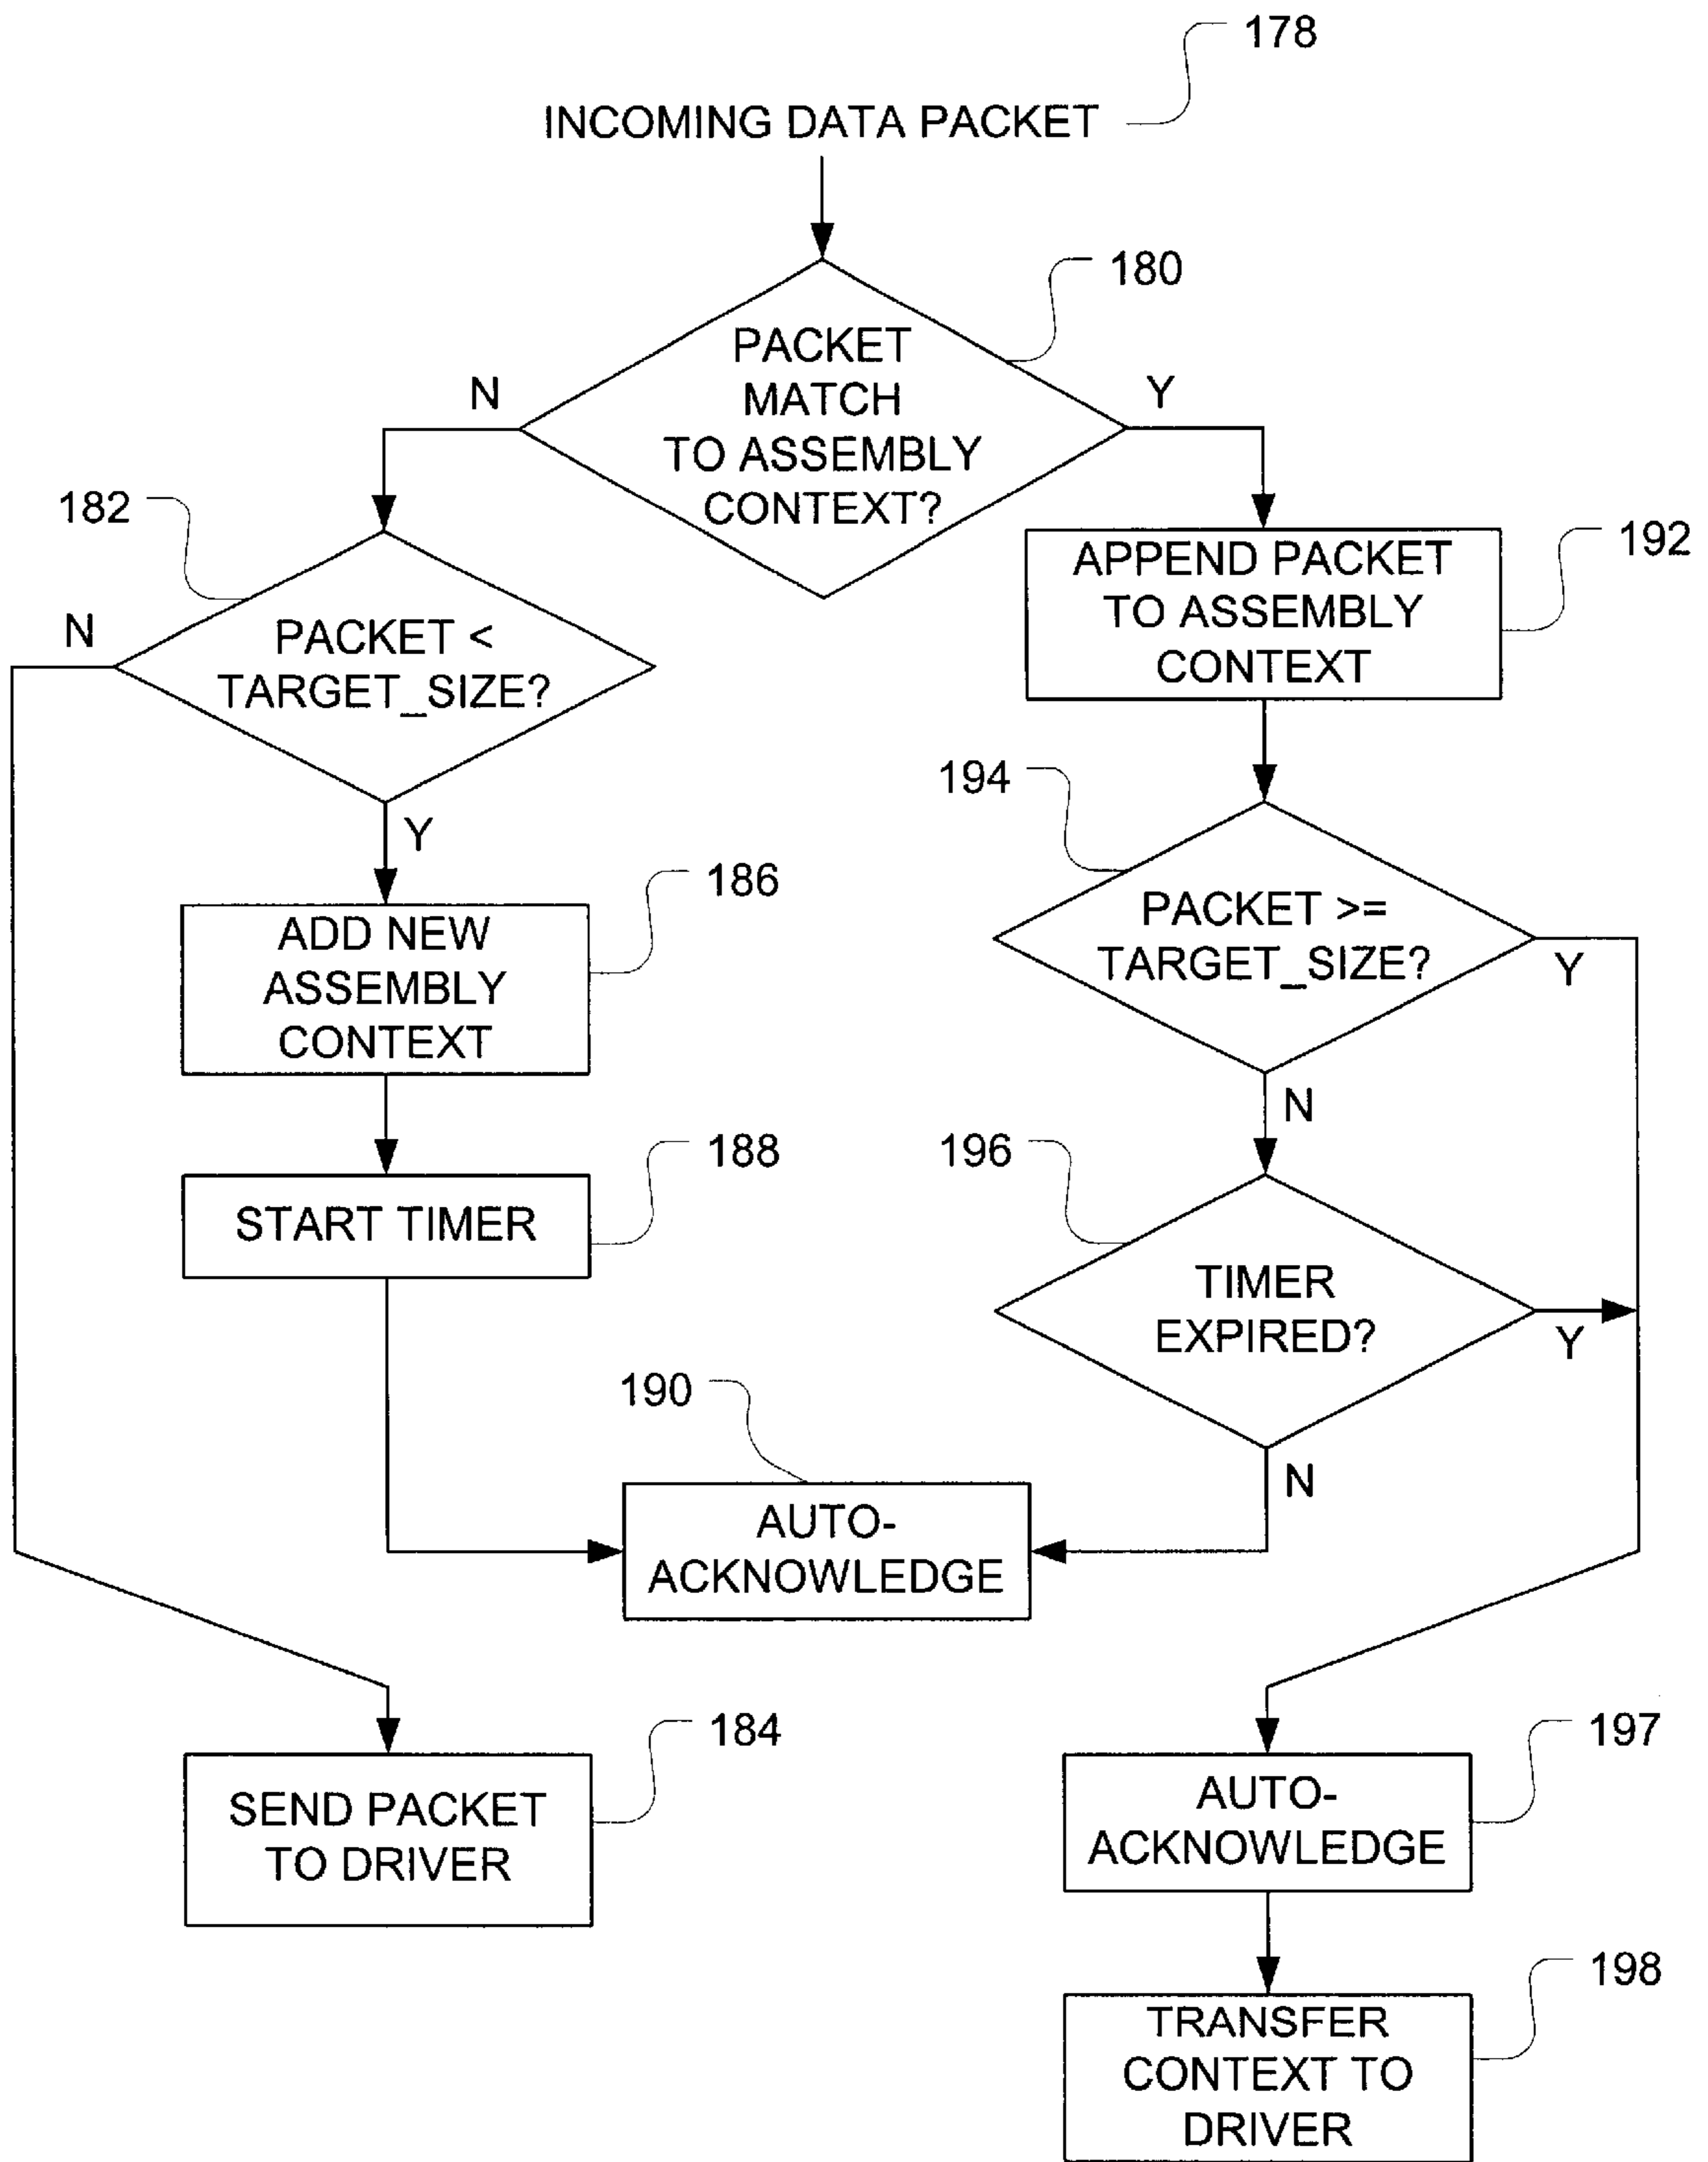 178
INCOMING DATA PACKET
180
PACKET
MATCH
TO ASSEMBLY
CONTEXT?
N
Y
182
PACKET <
TARGET_SIZE?
N
Y
192
APPEND PACKET
TO ASSEMBLY
CONTEXT
186
ADD NEW
ASSEMBLY
CONTEXT
194
PACKET >=
TARGET_SIZE?
Y
N
188
START TIMER
196
TIMER
EXPIRED?
Y
N
190
AUTO-
ACKNOWLEDGE
184
SEND PACKET
TO DRIVER
197
AUTO-
ACKNOWLEDGE
198
TRANSFER
CONTEXT TO
DRIVER